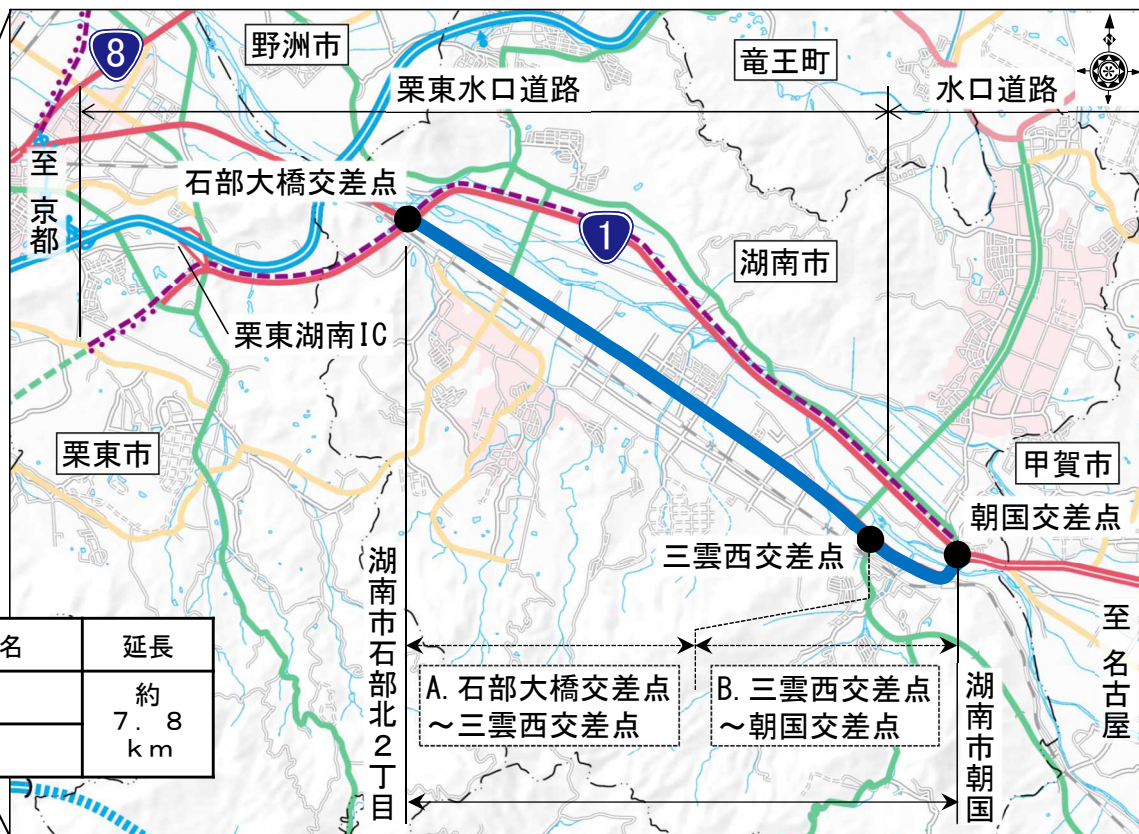 8
野洲市
竜王町
N
栗東水口道路
水口道路
至 京都
石部大橋交差点
1
湖南市
栗東湖南IC
栗東市
甲賀市
朝国交差点
三雲西交差点
湖南市石部北2丁目
A.石部大橋交差点
～三雲西交差点
B.三雲西交差点
～朝国交差点
湖南市朝国
至 名古屋
名
延長
約
7.8
km